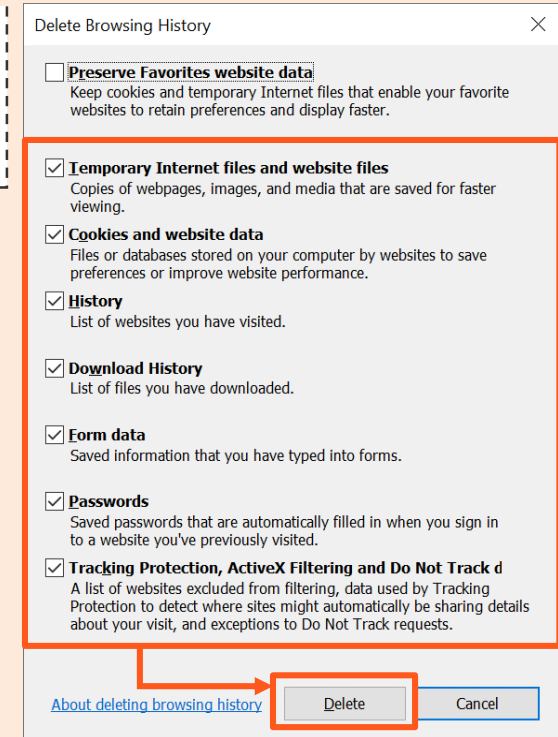 Delete Browsing History
Preserve Favorites website data
Keep cookies and temporary Internet files that enable your favorite
websites to retain preferences and display faster.
Temporary Internet files and website files
Copies of webpages, images, and media that are saved for faster
viewing.
Cookies and website data
Files or databases stored on your computer by websites to save
preferences or improve website performance.
History
List of websites you have visited.
Download History
List of files you have downloaded.
Form data
Saved information that you have typed into forms.
Passwords
Saved passwords that are automatically filled in when you sign in
to a website you've previously visited.
Tracking Protection, ActiveX Filtering and Do Not Track d
A list of websites excluded from filtering, data used by Tracking
Protection to detect where sites might automatically be sharing details
about your visit, and exceptions to Do Not Track requests.
About deleting browsing history Delete Cancel